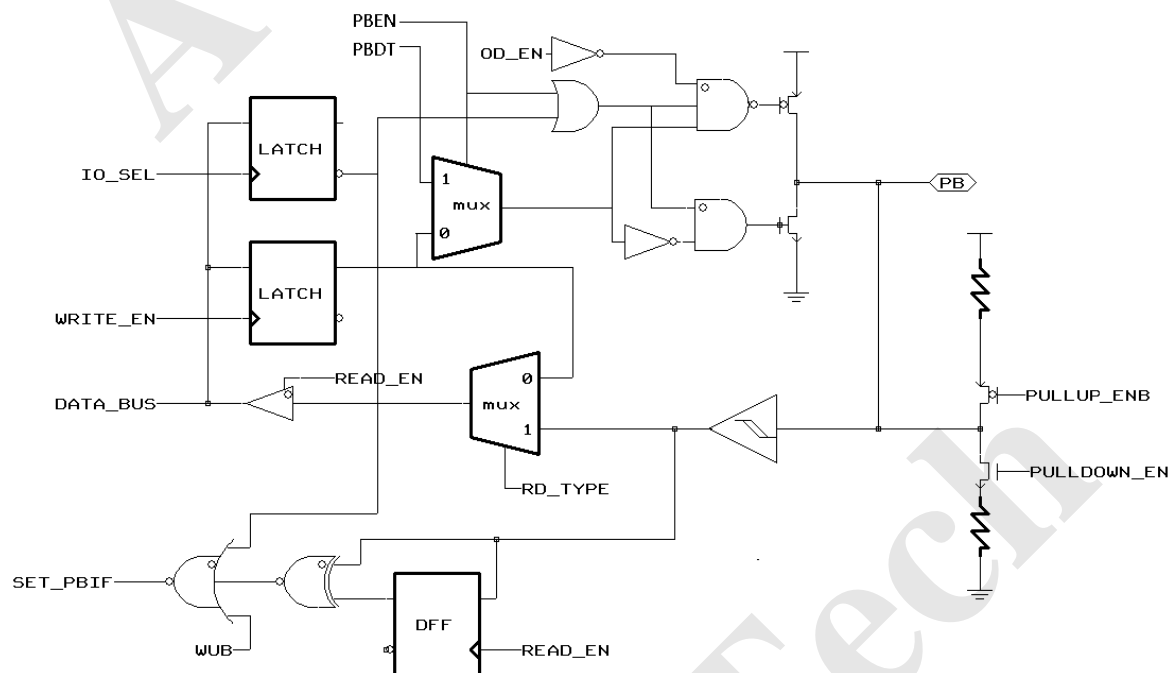 PBEN
PBDT
OD_EN
LATCH
IO_SEL
1
mux
0
PB
LATCH
WRITE_EN
READ_EN
0
DATA_BUS
mux
PULLUP_ENB
1
PULLDOWN_EN
RD_TYPE
SET_PBIF
DFF
WUB
READ_EN
A
Tech